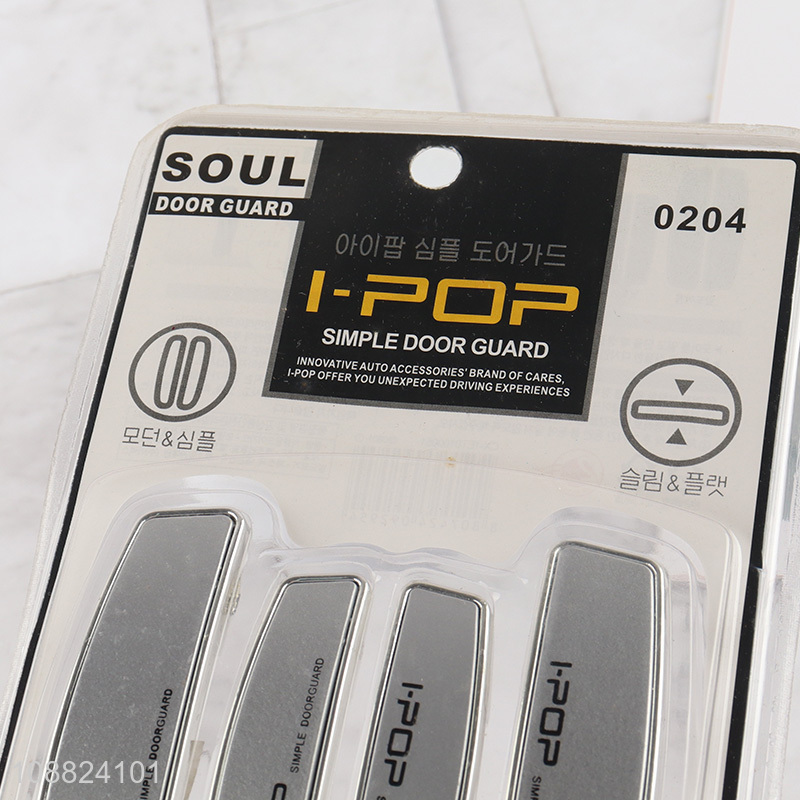 SOUL
DOOR GUARD
0204
아이팝 심플 도어가드
I-POP
SIMPLE DOOR GUARD
INNOVATIVE AUTO ACCESSORIES' BRAND OF CARES,
I-POP OFFER YOU UNEXPECTED DRIVING EXPERIENCES
모던&심플
슬림&플랫
SIMPLE DOORGUARD
SIMPLE DOORGUARD
I-POP
I-POP
08824101